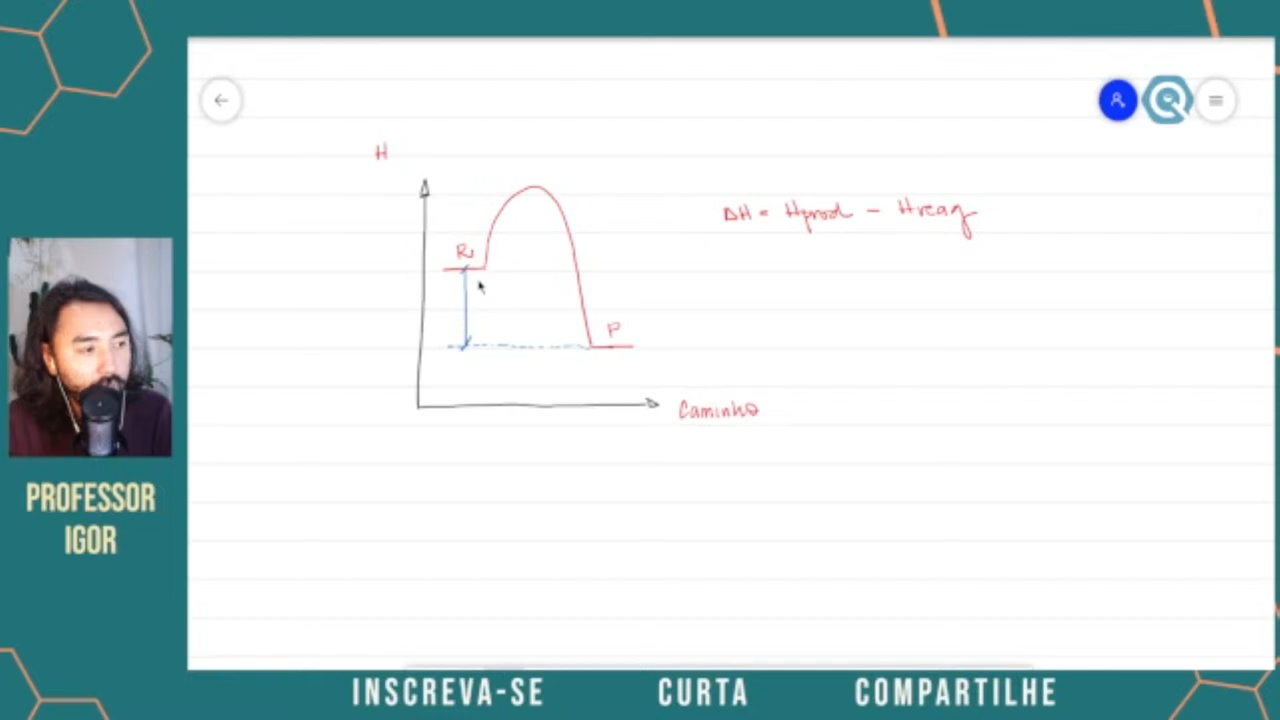 H
ΔH = Hprod - Hreag
R
P
Caminho
PROFESSOR
IGOR
INSCREVA-SE CURTA COMPARTILHE